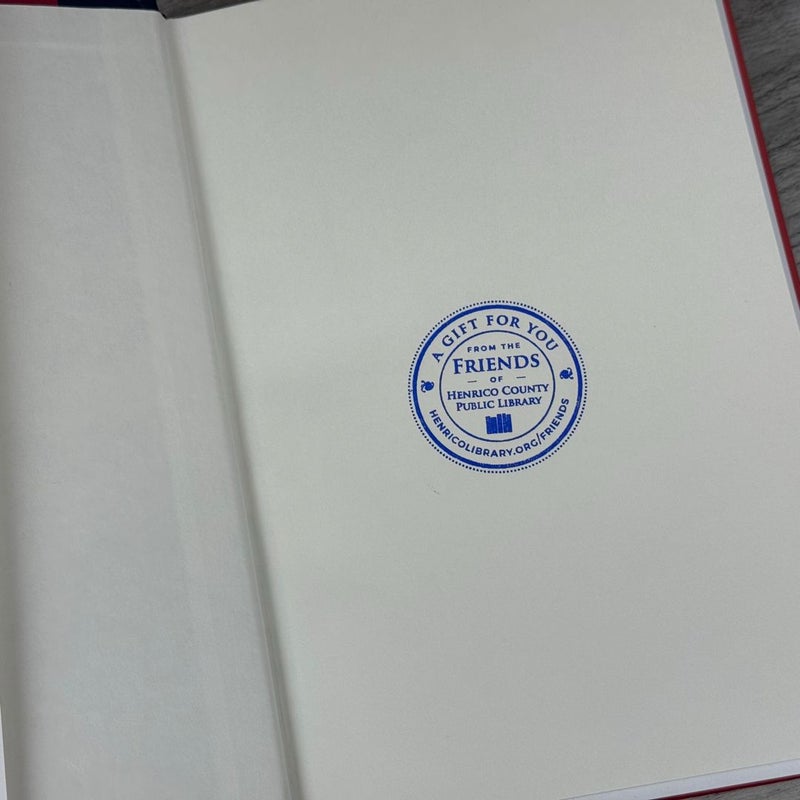 A GIFT FOR YOU
FROM THE
FRIENDS
— OF —
HENRICO COUNTY
PUBLIC LIBRARY
HENRICOLIBRARY.ORG/FRIENDS